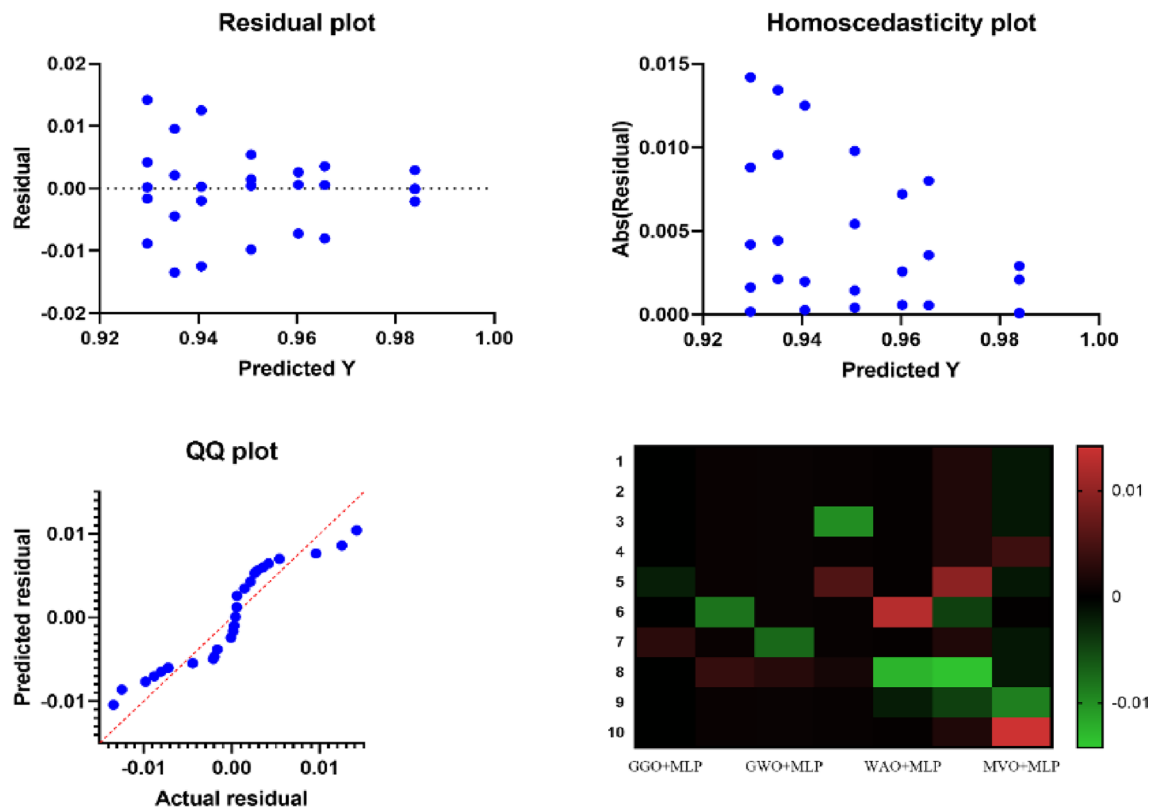 Residual plot
0.02
0.01
0.00
-0.01
-0.02
Residual
0.92
0.94
0.96
0.98
1.00
Predicted Y
Homoscedasticity plot
0.015
0.010
0.005
0.000
Abs(Residual)
0.92
0.94
0.96
0.98
1.00
Predicted Y
QQ plot
0.01
0.00
-0.01
Predicted residual
-0.01
0.00
0.01
Actual residual
1
2
3
4
5
6
7
8
9
10
GGO+MLP
GWO+MLP
WAO+MLP
MVO+MLP
0.01
0
-0.01